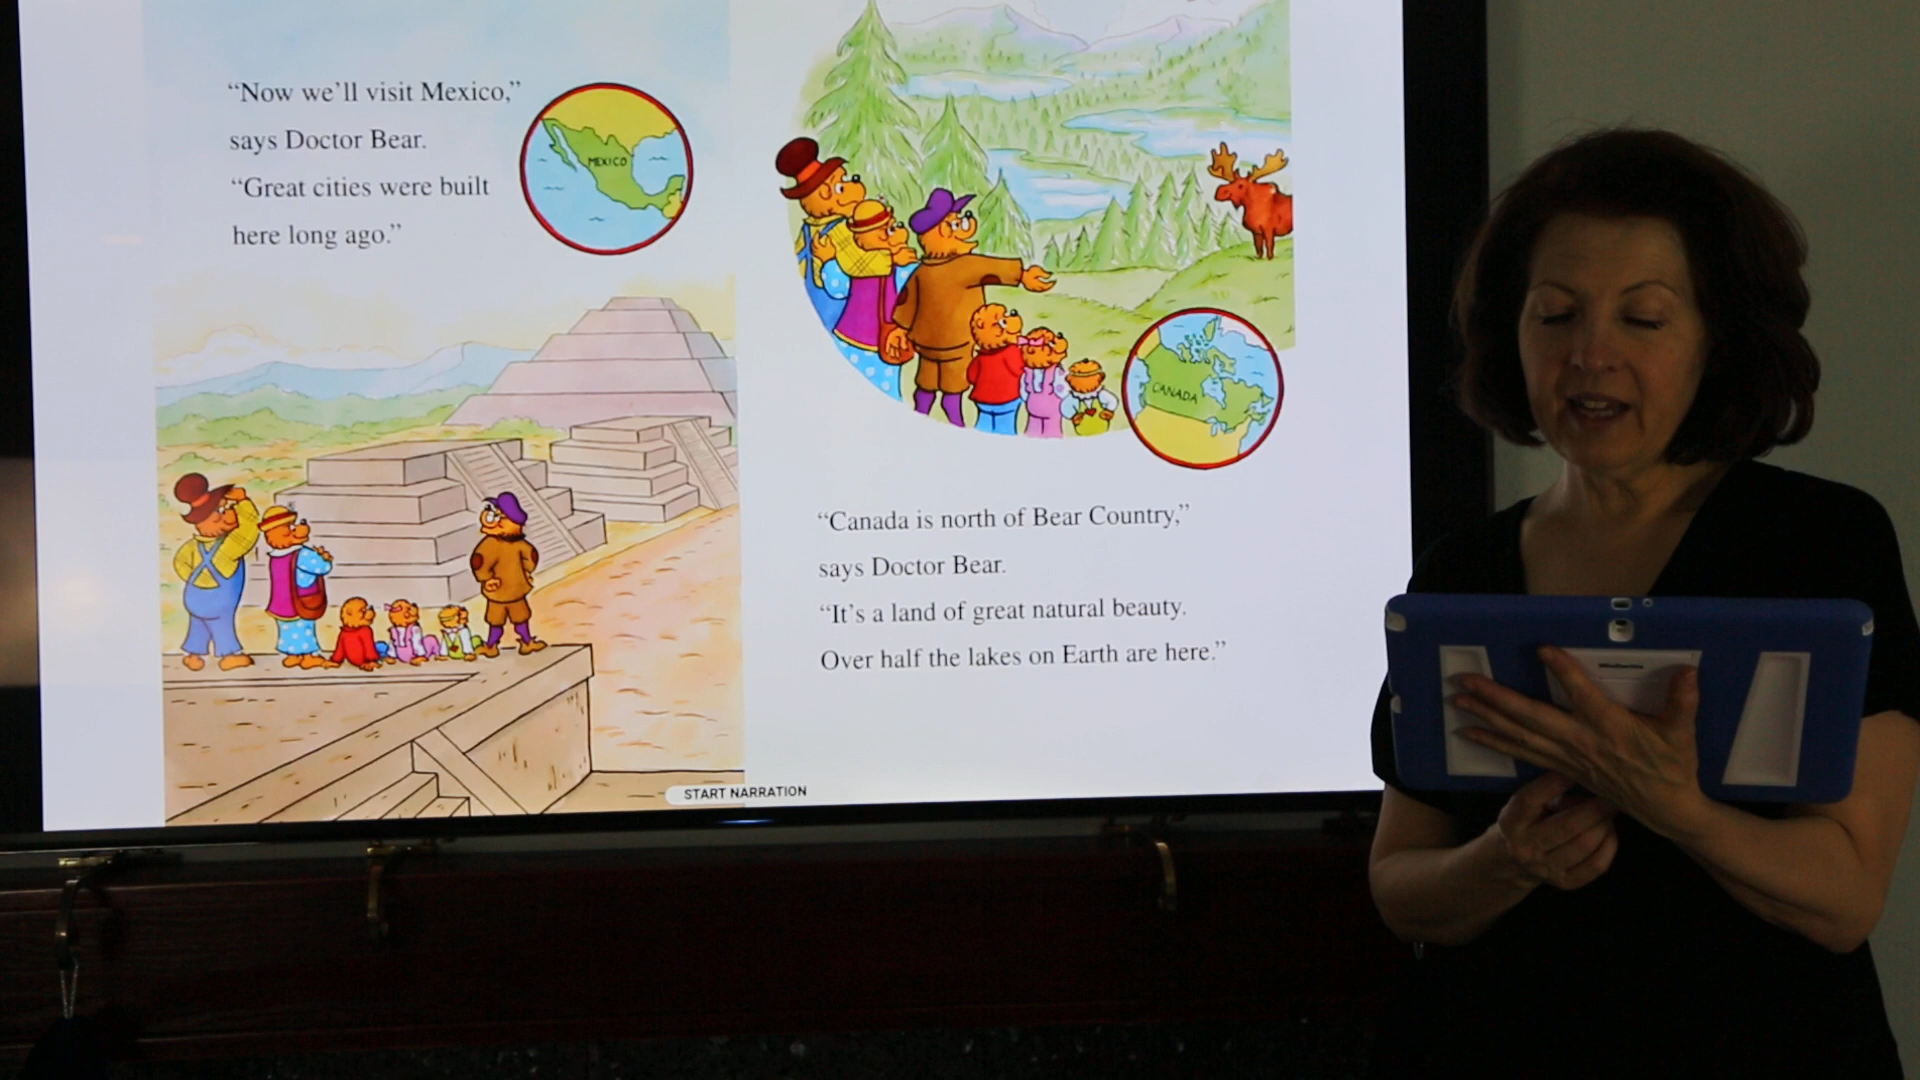 “Now we’ll visit Mexico,”
says Doctor Bear.
“Great cities were built
here long ago.”
MEXICO
CANADA
“Canada is north of Bear Country,”
says Doctor Bear.
“It’s a land of great natural beauty.
Over half the lakes on Earth are here.”
START NARRATION